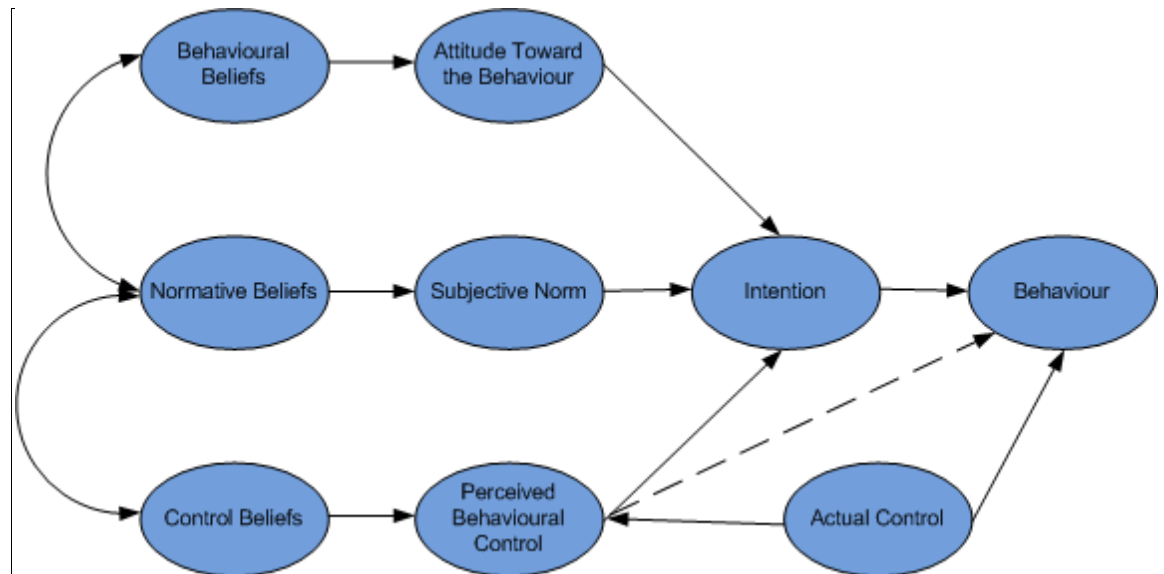 Behavioural
Beliefs
Attitude Toward
the Behaviour
Normative Beliefs
Subjective Norm
Intention
Behaviour
Control Beliefs
Perceived
Behavioural
Control
Actual Control